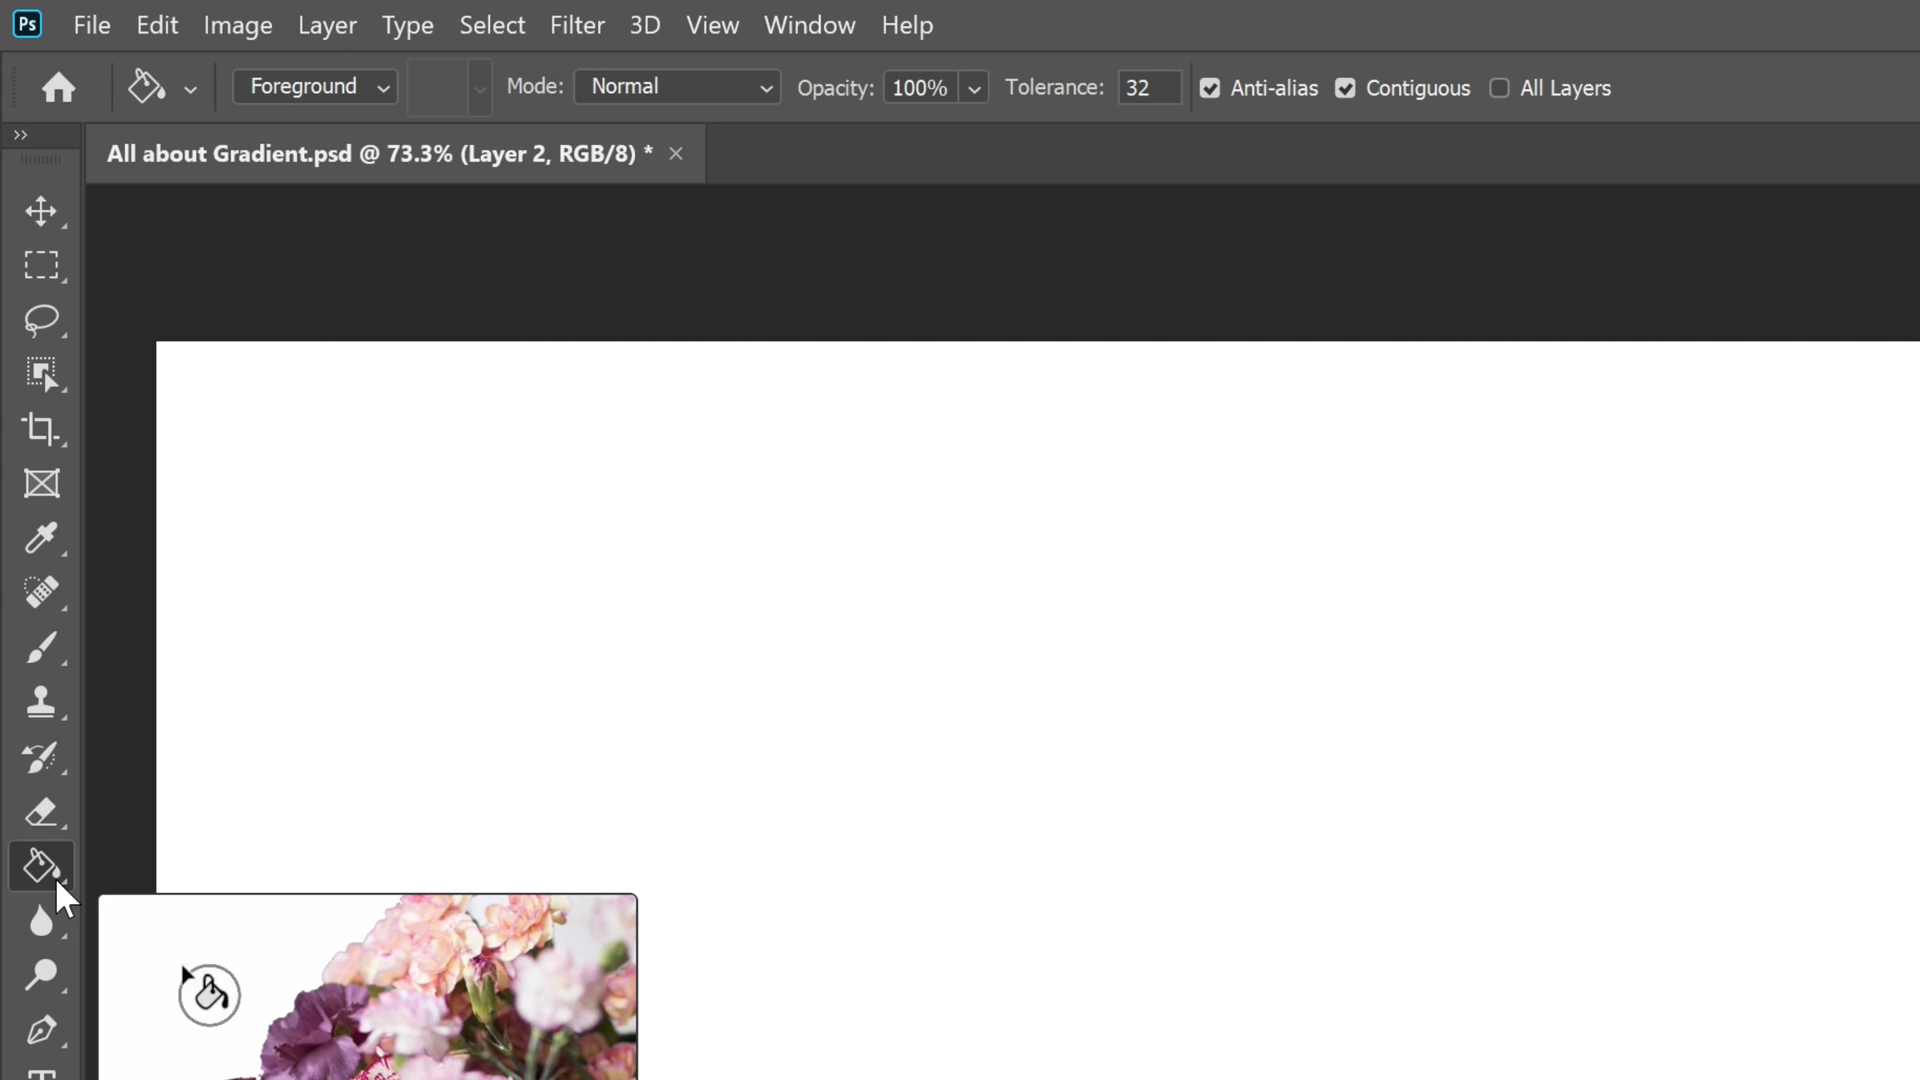 Ps File Edit Image Layer Type Select Filter 3D View Window Help
Foreground Mode: Normal Opacity: 100% Tolerance: 32 Anti-alias Contiguous All Layers
All about Gradient.psd @ 73.3% (Layer 2, RGB/8) *